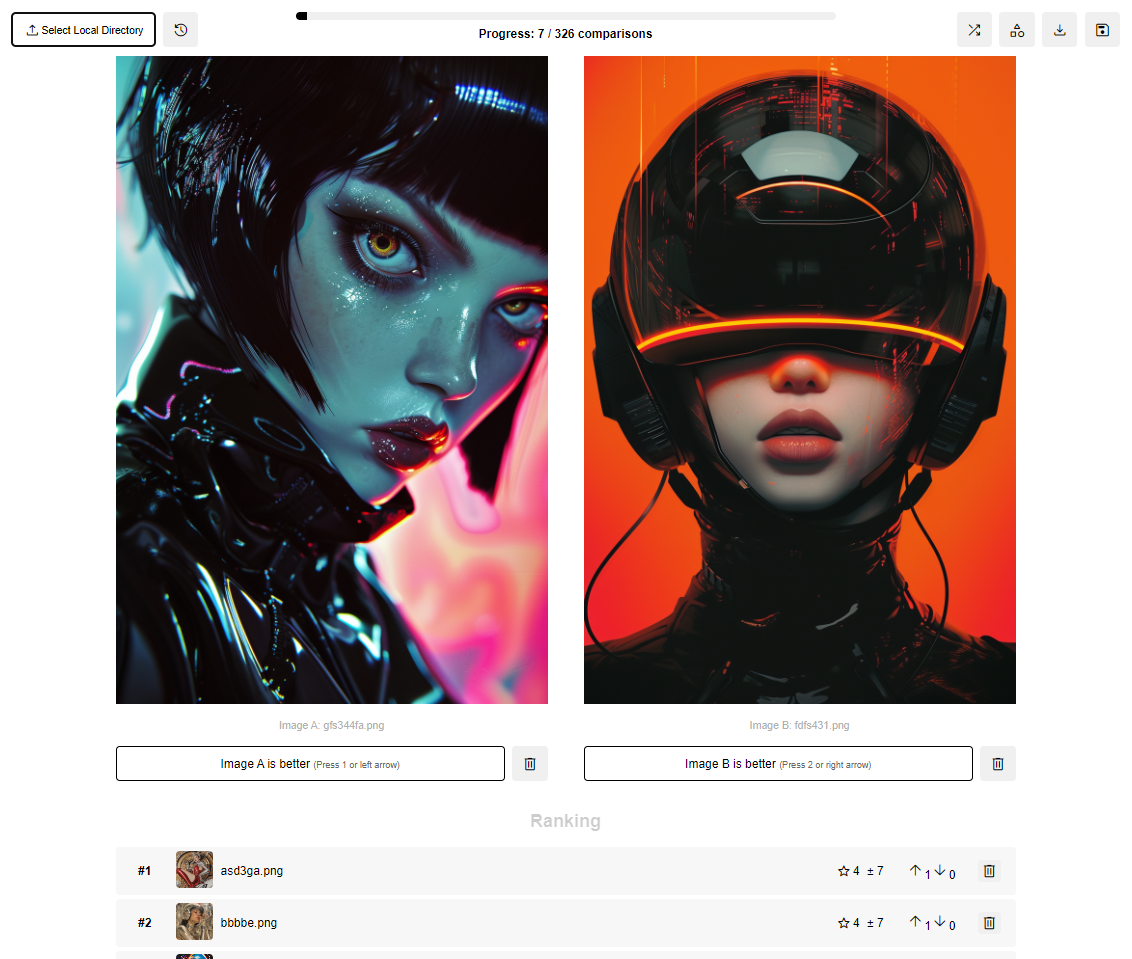 Select Local Directory
Progress: 7 / 326 comparisons
Image A: gfs344fa.png
Image B: fdfs431.png
Image A is better (Press 1 or left arrow)
Image B is better (Press 2 or right arrow)
Ranking
#1 asd3ga.png 4 ± 7 1 0
#2 bbbbe.png 4 ± 7 1 0